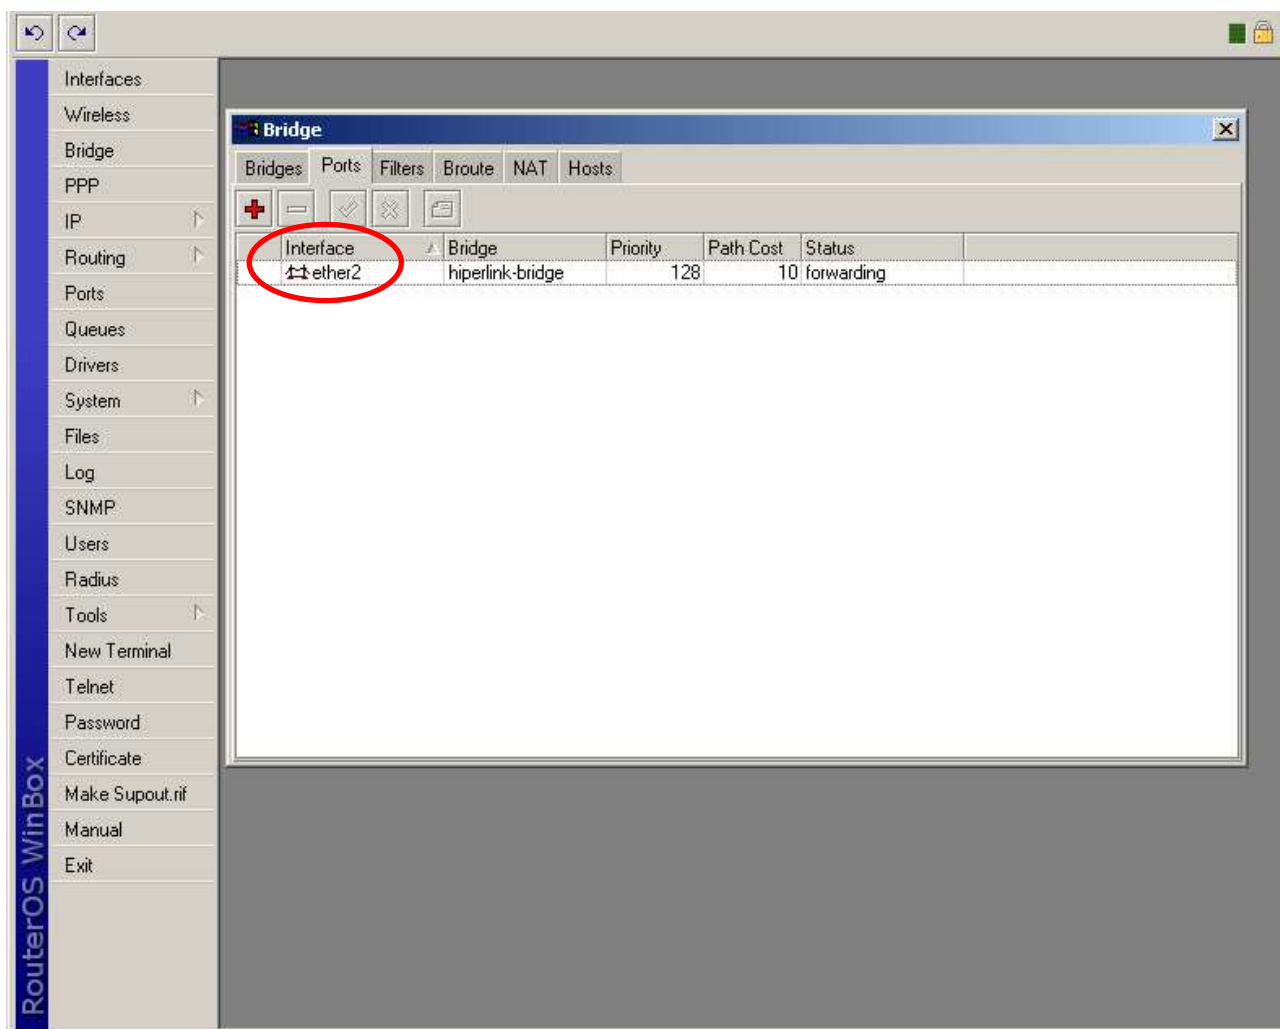 Interfaces
Wireless
Bridge
PPP
IP
Routing
Ports
Queues
Drivers
System
Files
Log
SNMP
Users
Radius
Tools
New Terminal
Telnet
Password
Certificate
Make Supout.rif
Manual
Exit
RouterOS WinBox
Bridge
Bridges Ports Filters Broute NAT Hosts
Interface Bridge Priority Path Cost Status
ether2 hiperlink-bridge 128 10 forwarding